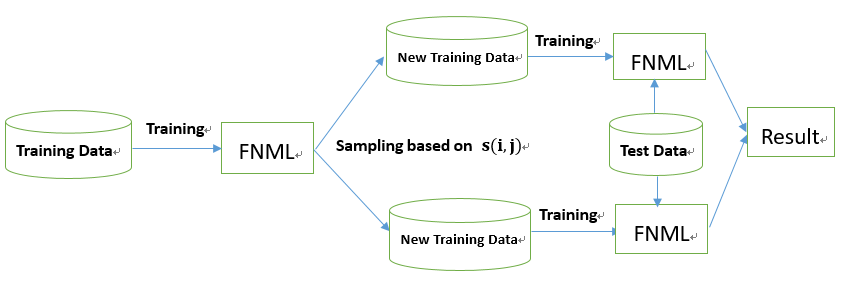 Training Data
Training
FNML
Sampling based on s(i,j)
New Training Data
Training
FNML
Test Data
New Training Data
Training
FNML
Result